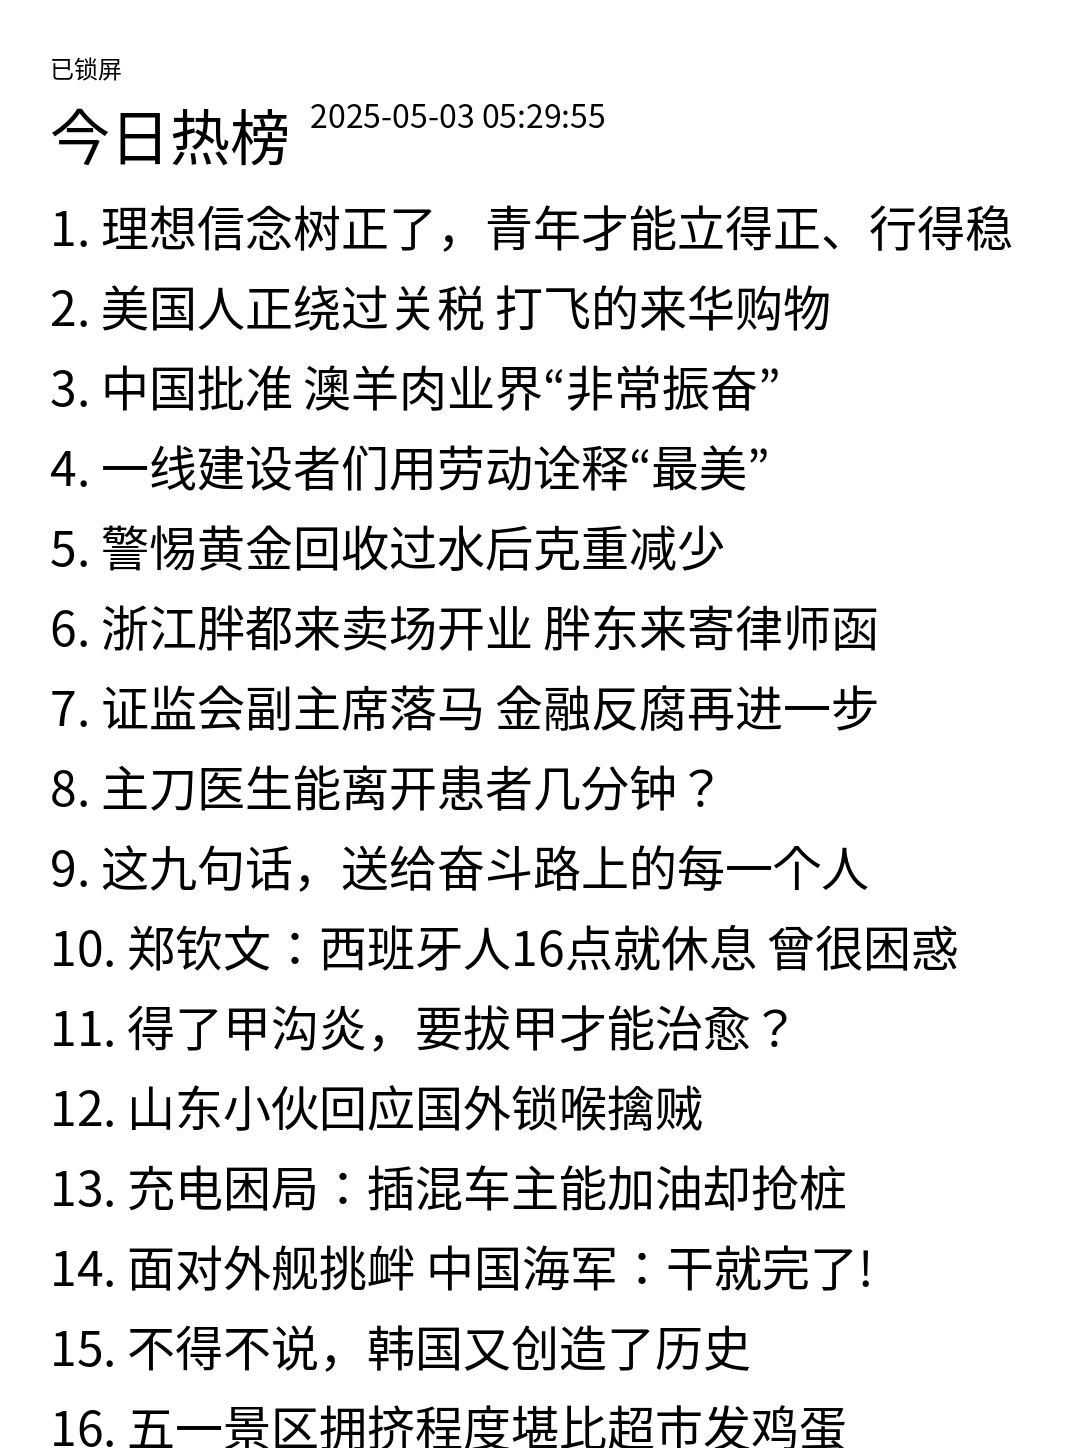 已锁屏
今日热榜 2025-05-03 05:29:55
1. 理想信念树正了，青年才能立得正、行得稳
2. 美国人正绕过关税 打飞的来华购物
3. 中国批准 澳羊肉业界“非常振奋”
4. 一线建设者们用劳动诠释“最美”
5. 警惕黄金回收过水后克重减少
6. 浙江胖都来卖场开业 胖东来寄律师函
7. 证监会副主席落马 金融反腐再进一步
8. 主刀医生能离开患者几分钟？
9. 这九句话，送给奋斗路上的每一个人
10. 郑钦文：西班牙人16点就休息 曾很困惑
11. 得了甲沟炎，要拔甲才能治愈？
12. 山东小伙回应国外锁喉擒贼
13. 充电困局：插混车主能加油却抢桩
14. 面对外舰挑衅 中国海军：干就完了!
15. 不得不说，韩国又创造了历史
16. 五一景区拥挤程度堪比超市发鸡蛋